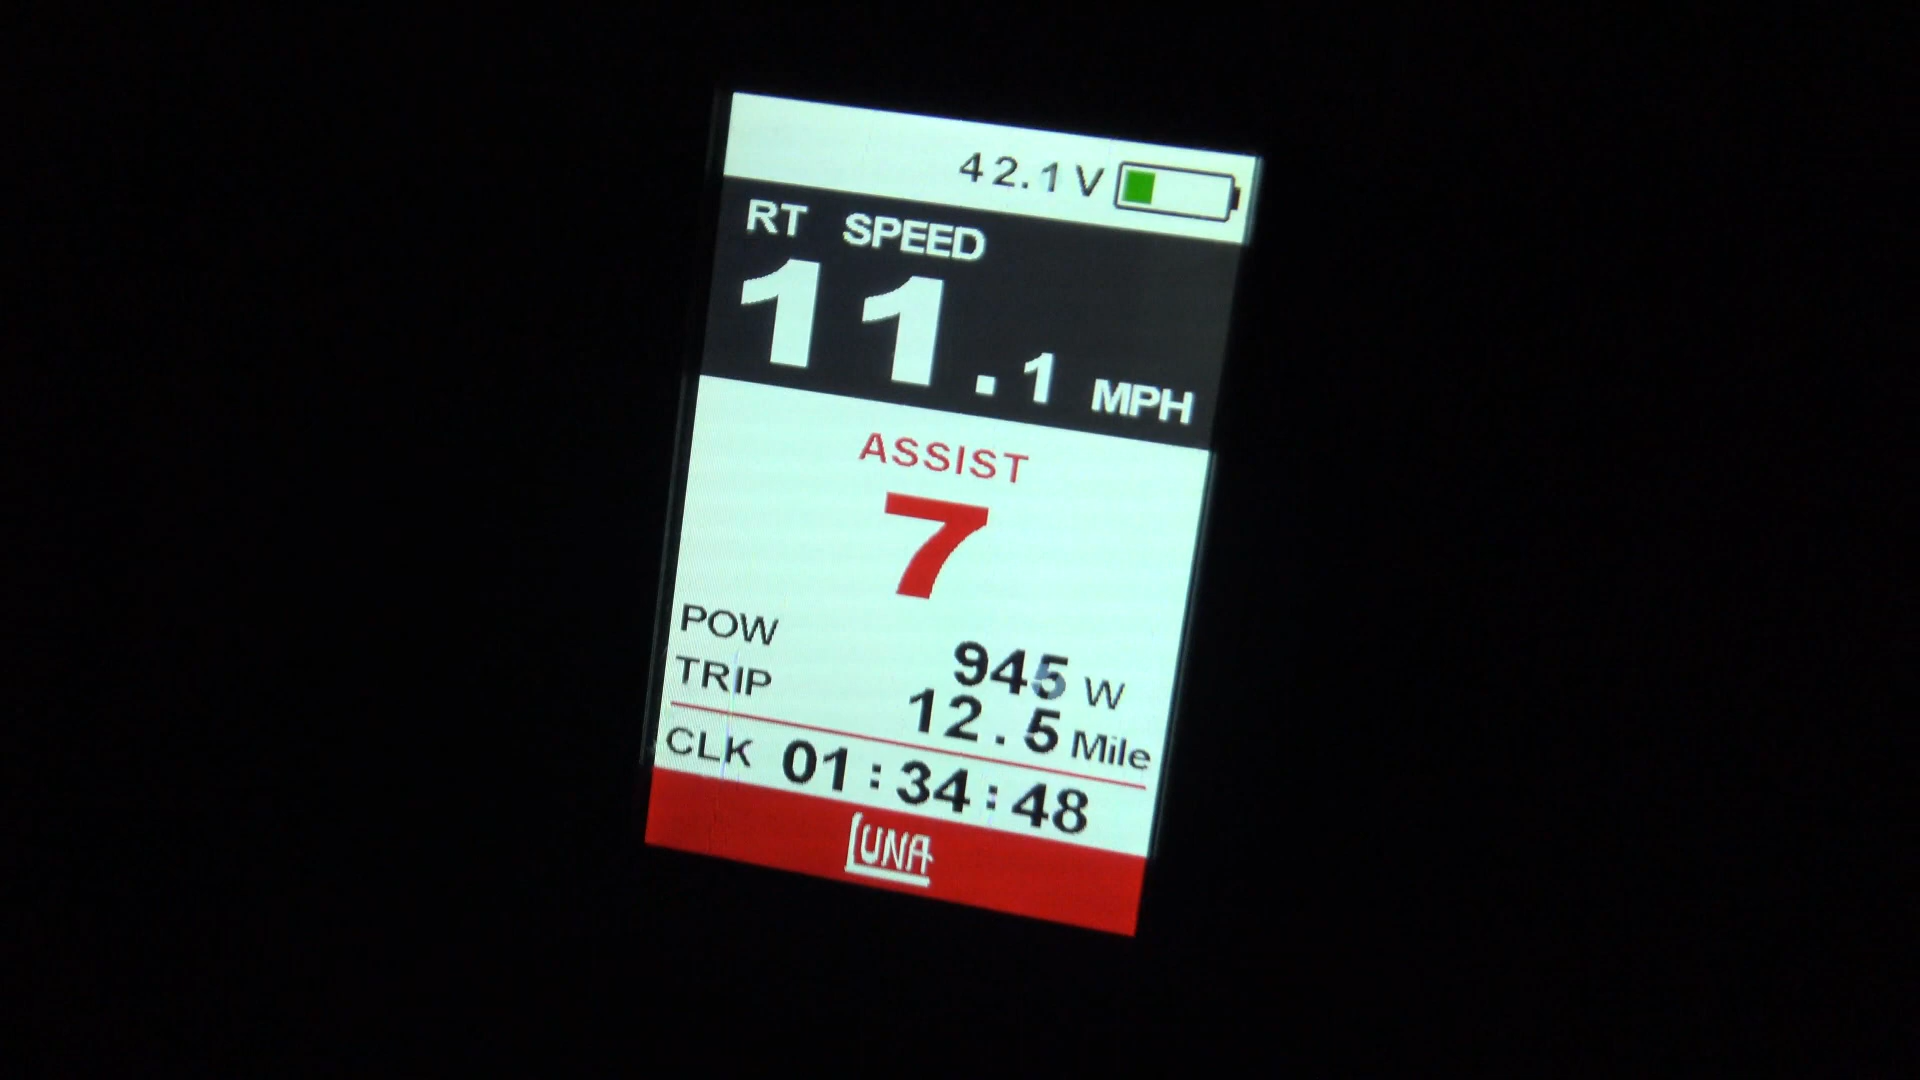 42.1 V
RT SPEED
11.1 MPH
ASSIST
7
POW 945 W
TRIP 12.5 Mile
CLK 01:34:48
LUNA